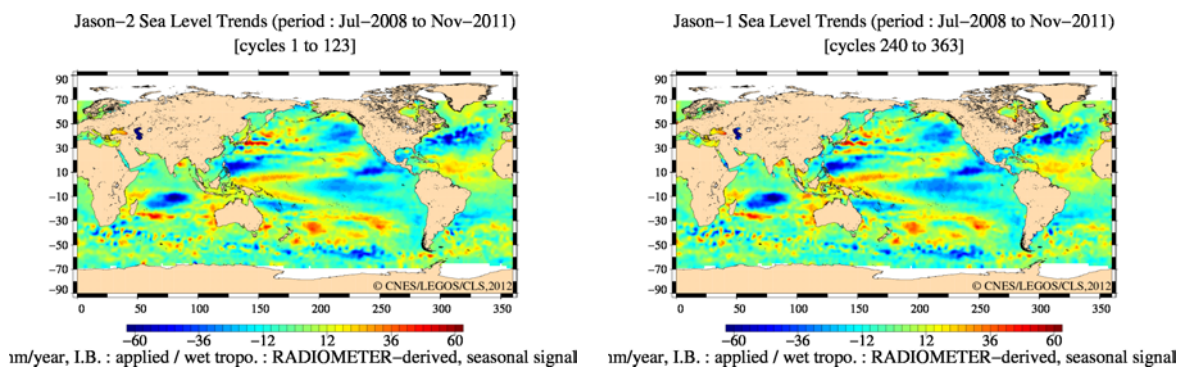 Jason−2 Sea Level Trends (period : Jul−2008 to Nov−2011)
[cycles 1 to 123]
90
70
50
30
10
−10
−30
−50
−70
−90
© CNES/LEGOS/CLS,2012
0 50 100 150 200 250 300 350
−60 −36 −12 12 36 60
nm/year, I.B. : applied / wet tropo. : RADIOMETER−derived, seasonal signal
Jason−1 Sea Level Trends (period : Jul−2008 to Nov−2011)
[cycles 240 to 363]
90
70
50
30
10
−10
−30
−50
−70
−90
© CNES/LEGOS/CLS,2012
0 50 100 150 200 250 300 350
−60 −36 −12 12 36 60
nm/year, I.B. : applied / wet tropo. : RADIOMETER−derived, seasonal signal